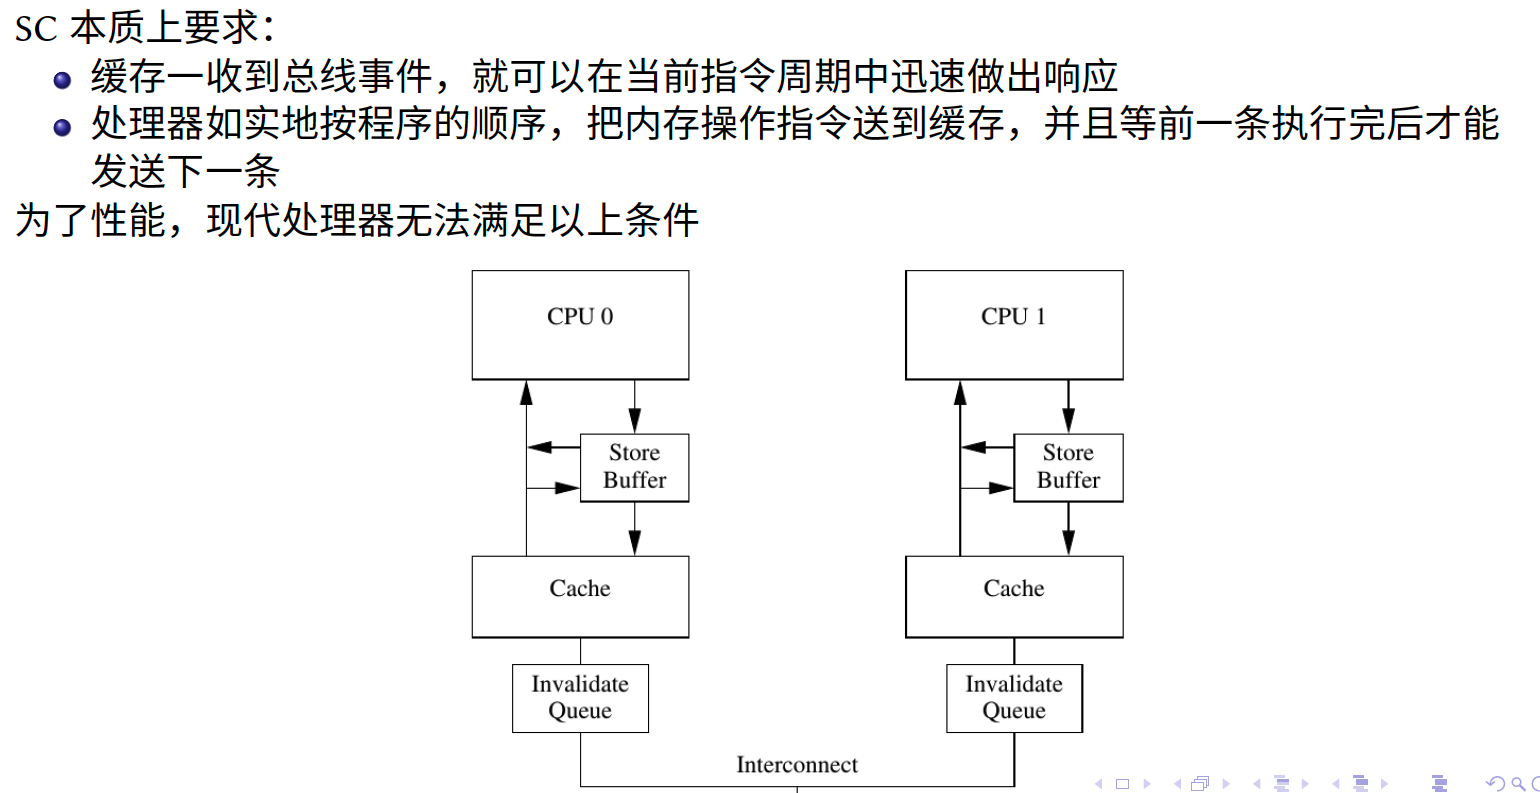 SC 本质上要求：
缓存一收到总线事件，就可以在当前指令周期中迅速做出响应
处理器如实地按程序的顺序，把内存操作指令送到缓存，并且等前一条执行完后才能
发送下一条
为了性能，现代处理器无法满足以上条件
CPU 0
CPU 1
Store
Buffer
Store
Buffer
Cache
Cache
Invalidate
Queue
Invalidate
Queue
Interconnect